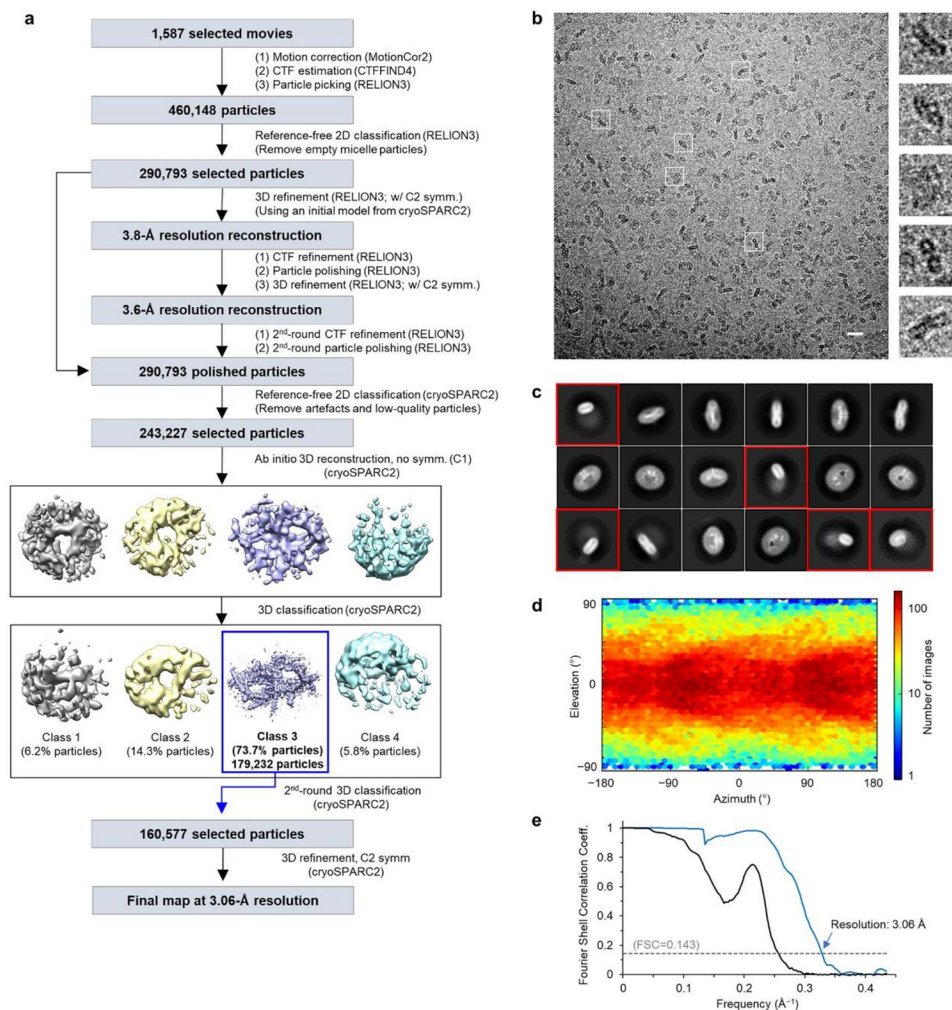 a
1,587 selected movies
(1) Motion correction (MotionCor2)
(2) CTF estimation (CTFFIND4)
(3) Particle picking (RELION3)
460,148 particles
Reference-free 2D classification (RELION3)
(Remove empty micelle particles)
290,793 selected particles
3D refinement (RELION3; w/ C2 symm.)
(Using an initial model from cryoSPARC2)
3.8-Å resolution reconstruction
(1) CTF refinement (RELION3)
(2) Particle polishing (RELION3)
(3) 3D refinement (RELION3; w/ C2 symm.)
3.6-Å resolution reconstruction
(1) 2nd-round CTF refinement (RELION3)
(2) 2nd-round particle polishing (RELION3)
290,793 polished particles
Reference-free 2D classification (cryoSPARC2)
(Remove artefacts and low-quality particles)
243,227 selected particles
Ab initio 3D reconstruction, no symm. (C1)
(cryoSPARC2)
3D classification (cryoSPARC2)
Class 1
(6.2% particles)
Class 2
(14.3% particles)
Class 3
(73.7% particles)
179,232 particles
Class 4
(5.8% particles)
2nd-round 3D classification
(cryoSPARC2)
160,577 selected particles
3D refinement, C2 symm
(cryoSPARC2)
Final map at 3.06-Å resolution
b
c
d
90
0
−90
Elevation (°)
−180 −90 0 90 180
Azimuth (°)
100
10
1
Number of images
e
1
0.8
0.6
0.4
0.2
0
Fourier Shell Correlation Coeff.
Resolution: 3.06 Å
(FSC=0.143)
0 0.1 0.2 0.3 0.4
Frequency (Å⁻¹)